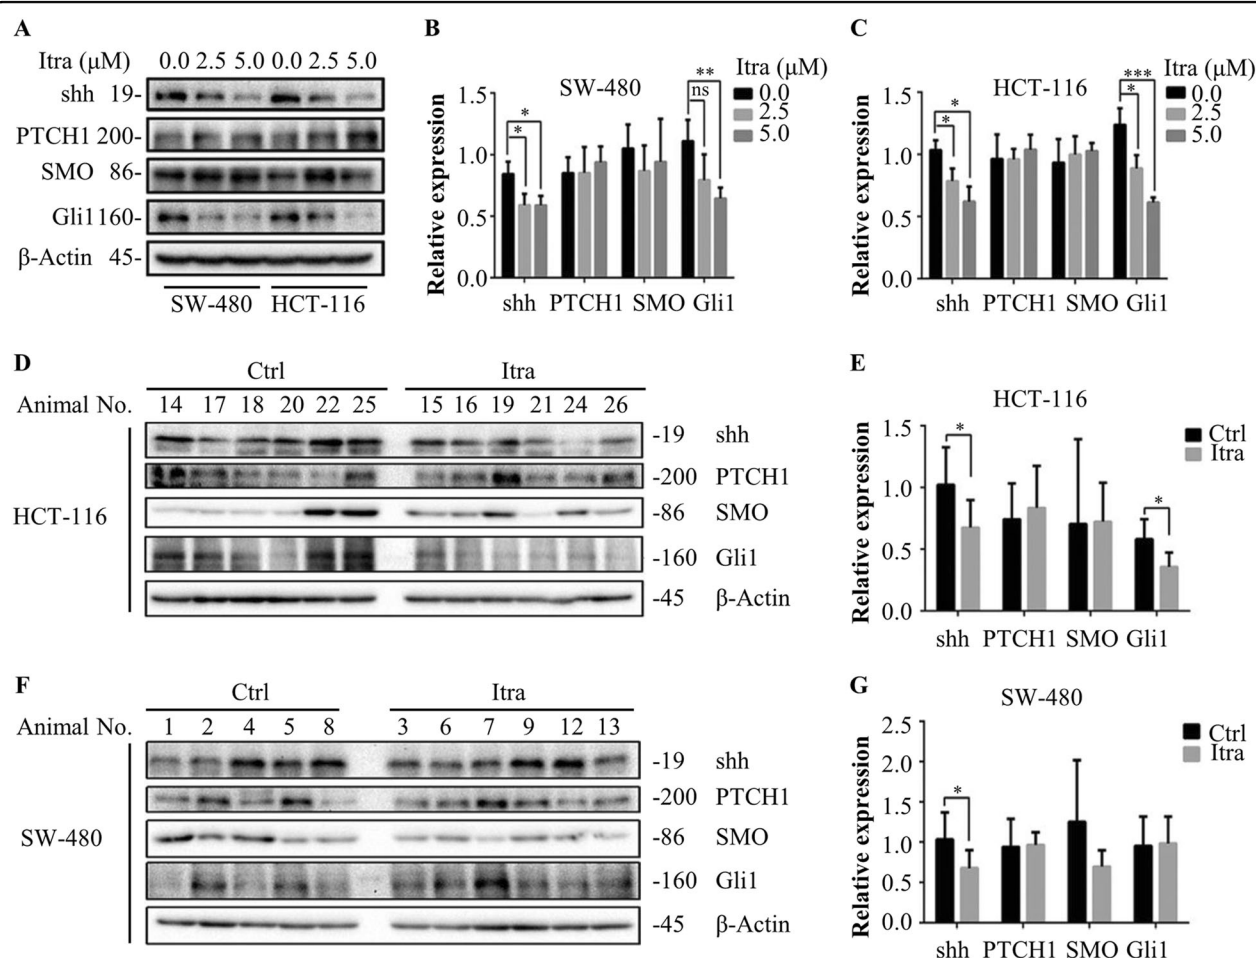 A
Itra (μM) 0.0 2.5 5.0 0.0 2.5 5.0
shh 19-
PTCH1 200-
SMO 86-
Gli1160-
β-Actin 45-
SW-480 HCT-116
B
SW-480
Itra (μM)
0.0
2.5
5.0
Relative expression
1.5
1.0
0.5
0.0
* * ns **
shh PTCH1 SMO Gli1
C
HCT-116
Itra (μM)
0.0
2.5
5.0
Relative expression
1.5
1.0
0.5
0.0
* * * ***
shh PTCH1 SMO Gli1
D
Ctrl Itra
Animal No. 14 17 18 20 22 25 15 16 19 21 24 26
HCT-116
-19 shh
-200 PTCH1
-86 SMO
-160 Gli1
-45 β-Actin
E
HCT-116
Ctrl
Itra
Relative expression
1.5
1.0
0.5
0.0
* *
shh PTCH1 SMO Gli1
F
Ctrl Itra
Animal No. 1 2 4 5 8 3 6 7 9 12 13
SW-480
-19 shh
-200 PTCH1
-86 SMO
-160 Gli1
-45 β-Actin
G
SW-480
Ctrl
Itra
Relative expression
2.5
2.0
1.5
1.0
0.5
0.0
*
shh PTCH1 SMO Gli1